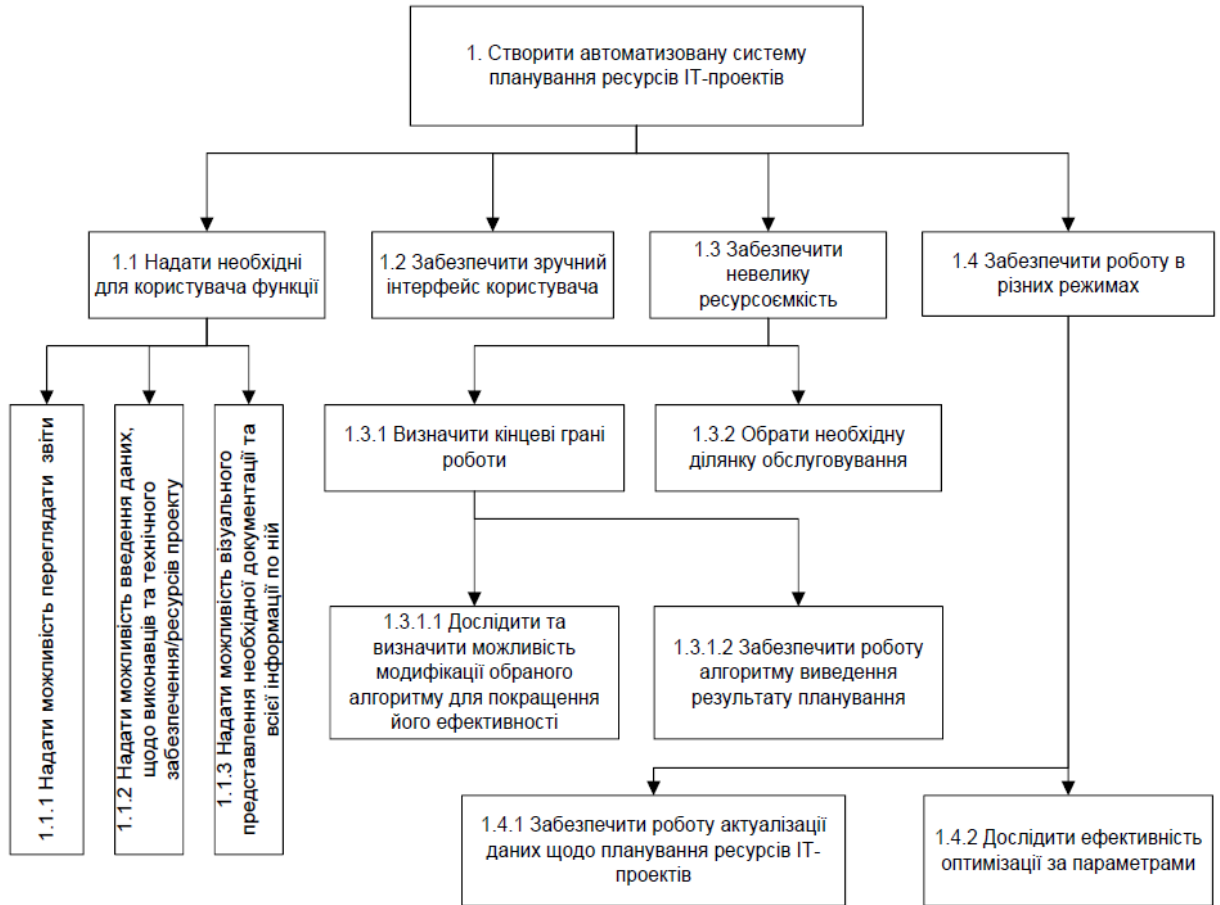 1. Створити автоматизовану систему
планування ресурсів ІТ-проектів
1.1 Надати необхідні
для користувача функції
1.2 Забезпечити зручний
інтерфейс користувача
1.3 Забезпечити
невелику
ресурсоємкість
1.4 Забезпечити роботу в
різних режимах
1.1.1 Надати можливість переглядати звіти
1.1.2 Надати можливість введення даних,
щодо виконавців та технічного
забезпечення/ресурсів проекту
1.1.3 Надати можливість візуального
представлення необхідної документації та
всієї інформації по ній
1.3.1 Визначити кінцеві грані
роботи
1.3.2 Обрати необхідну
ділянку обслуговування
1.3.1.1 Дослідити та
визначити можливість
модифікації обраного
алгоритму для покращення
його ефективності
1.3.1.2 Забезпечити роботу
алгоритму виведення
результату планування
1.4.1 Забезпечити роботу актуалізації
даних щодо планування ресурсів ІТ-
проектів
1.4.2 Дослідити ефективність
оптимізації за параметрами